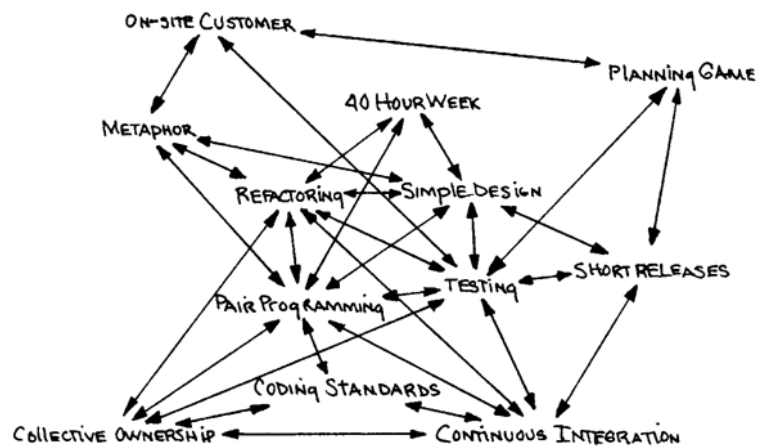 ON-SITE CUSTOMER
PLANNING GAME
40 HOUR WEEK
METAPHOR
REFACTORING
SIMPLE DESIGN
SHORT RELEASES
TESTING
PAIR PROGRAMMING
CODING STANDARDS
COLLECTIVE OWNERSHIP
CONTINUOUS INTEGRATION